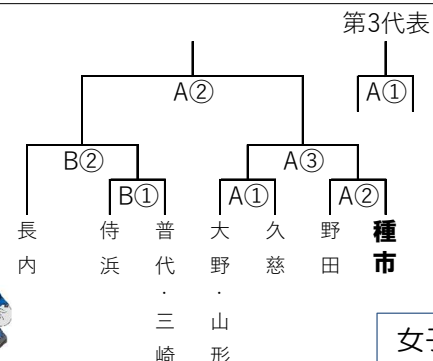 第3代表
A②
A①
B②
A③
B①
A①
A②
長内
侍浜
普代・三崎
大野・山形
久慈
野田
種市
女子